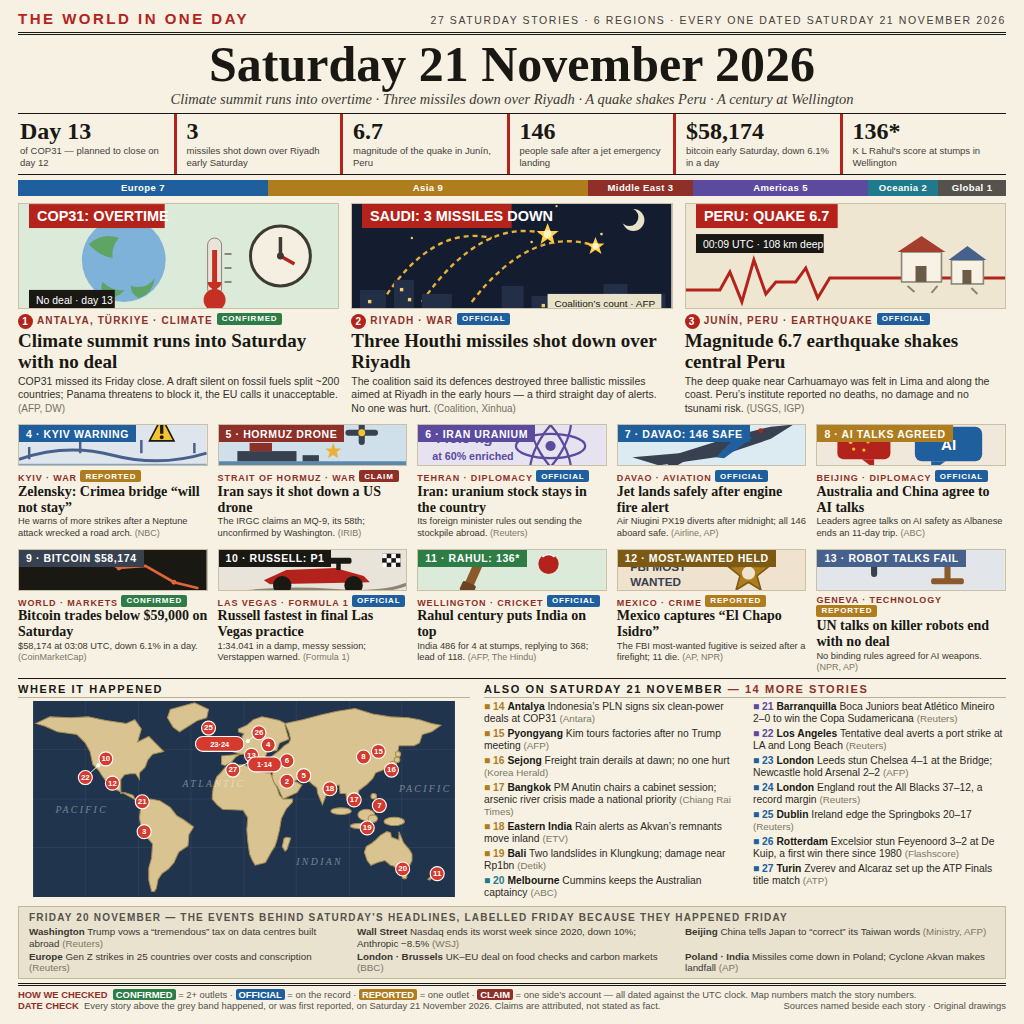 THE WORLD IN ONE DAY
27 SATURDAY STORIES · 6 REGIONS · EVERY ONE DATED SATURDAY 21 NOVEMBER 2026
Saturday 21 November 2026
Climate summit runs into overtime · Three missiles down over Riyadh · A quake shakes Peru · A century at Wellington
Day 13
of COP31 — planned to close on
day 12
3
missiles shot down over Riyadh
early Saturday
6.7
magnitude of the quake in Junín,
Peru
146
people safe after a jet emergency
landing
$58,174
bitcoin early Saturday, down 6.1%
in a day
136*
K L Rahul's score at stumps in
Wellington
Europe 7
Asia 9
Middle East 3
Americas 5
Oceania 2
Global 1
COP31: OVERTIME
No deal · day 13
1 ANTALYA, TÜRKIYE · CLIMATE CONFIRMED
Climate summit runs into Saturday
with no deal
COP31 missed its Friday close. A draft silent on fossil fuels split ~200
countries; Panama threatens to block it, the EU calls it unacceptable.
(AFP, DW)
SAUDI: 3 MISSILES DOWN
Coalition's count · AFP
2 RIYADH · WAR OFFICIAL
Three Houthi missiles shot down over
Riyadh
The coalition said its defences destroyed three ballistic missiles
aimed at Riyadh in the early hours — a third straight day of alerts.
No one was hurt. (Coalition, Xinhua)
PERU: QUAKE 6.7
00:09 UTC · 108 km deep
3 JUNÍN, PERU · EARTHQUAKE OFFICIAL
Magnitude 6.7 earthquake shakes
central Peru
The deep quake near Carhuamayo was felt in Lima and along the
coast. Peru's institute reported no deaths, no damage and no
tsunami risk. (USGS, IGP)
4 · KYIV WARNING
KYIV · WAR REPORTED
Zelensky: Crimea bridge “will
not stay”
He warns of more strikes after a Neptune
attack wrecked a road arch. (NBC)
5 · HORMUZ DRONE
STRAIT OF HORMUZ · WAR CLAIM
Iran says it shot down a US
drone
The IRGC claims an MQ-9, its 58th;
unconfirmed by Washington. (IRIB)
6 · IRAN URANIUM
at 60% enriched
TEHRAN · DIPLOMACY OFFICIAL
Iran: uranium stock stays in
the country
Its foreign minister rules out sending the
stockpile abroad. (Reuters)
7 · DAVAO: 146 SAFE
DAVAO · AVIATION OFFICIAL
Jet lands safely after engine
fire alert
Air Niugini PX19 diverts after midnight; all 146
aboard safe. (Airline, AP)
8 · AI TALKS AGREED
AI
BEIJING · DIPLOMACY OFFICIAL
Australia and China agree to
AI talks
Leaders agree talks on AI safety as Albanese
ends an 11-day trip. (ABC)
9 · BITCOIN $58,174
WORLD · MARKETS CONFIRMED
Bitcoin trades below $59,000 on
Saturday
$58,174 at 03:08 UTC, down 6.1% in a day.
(CoinMarketCap)
10 · RUSSELL: P1
LAS VEGAS · FORMULA 1 OFFICIAL
Russell fastest in final Las
Vegas practice
1:34.041 in a damp, messy session;
Verstappen warned. (Formula 1)
11 · RAHUL: 136*
WELLINGTON · CRICKET OFFICIAL
Rahul century puts India on
top
India 486 for 4 at stumps, replying to 368;
lead of 118. (AFP, The Hindu)
12 · MOST-WANTED HELD
FBI MOST
WANTED
MEXICO · CRIME REPORTED
Mexico captures “El Chapo
Isidro”
The FBI most-wanted fugitive is seized after a
firefight; 11 die. (AP, NPR)
13 · ROBOT TALKS FAIL
GENEVA · TECHNOLOGY
REPORTED
UN talks on killer robots end
with no deal
No binding rules agreed for AI weapons.
(NPR, AP)
WHERE IT HAPPENED
25
26
23·24
4
13
1·14
6
27
2
5
8
15
16
10
22
12
21
3
18
17
7
19
20
11
PACIFIC
ATLANTIC
INDIAN
PACIFIC
ALSO ON SATURDAY 21 NOVEMBER — 14 MORE STORIES
■ 14 Antalya Indonesia’s PLN signs six clean-power
deals at COP31 (Antara)
■ 15 Pyongyang Kim tours factories after no Trump
meeting (AFP)
■ 16 Sejong Freight train derails at dawn; no one hurt
(Korea Herald)
■ 17 Bangkok PM Anutin chairs a cabinet session;
arsenic river crisis made a national priority (Chiang Rai
Times)
■ 18 Eastern India Rain alerts as Akvan’s remnants
move inland (ETV)
■ 19 Bali Two landslides in Klungkung; damage near
Rp1bn (Detik)
■ 20 Melbourne Cummins keeps the Australian
captaincy (ABC)
■ 21 Barranquilla Boca Juniors beat Atlético Mineiro
2–0 to win the Copa Sudamericana (Reuters)
■ 22 Los Angeles Tentative deal averts a port strike at
LA and Long Beach (Reuters)
■ 23 London Leeds stun Chelsea 4–1 at the Bridge;
Newcastle hold Arsenal 2–2 (AFP)
■ 24 London England rout the All Blacks 37–12, a
record margin (Reuters)
■ 25 Dublin Ireland edge the Springboks 20–17
(Reuters)
■ 26 Rotterdam Excelsior stun Feyenoord 3–2 at De
Kuip, a first win there since 1980 (Flashscore)
■ 27 Turin Zverev and Alcaraz set up the ATP Finals
title match (ATP)
FRIDAY 20 NOVEMBER — THE EVENTS BEHIND SATURDAY'S HEADLINES, LABELLED FRIDAY BECAUSE THEY HAPPENED FRIDAY
Washington Trump vows a “tremendous” tax on data centres built
abroad (Reuters)
Wall Street Nasdaq ends its worst week since 2020, down 10%;
Anthropic −8.5% (WSJ)
Beijing China tells Japan to “correct” its Taiwan words (Ministry, AFP)
Europe Gen Z strikes in 25 countries over costs and conscription
(Reuters)
London · Brussels UK–EU deal on food checks and carbon markets
(BBC)
Poland · India Missiles come down in Poland; Cyclone Akvan makes
landfall (AP)
HOW WE CHECKED CONFIRMED = 2+ outlets · OFFICIAL = on the record · REPORTED = one outlet · CLAIM = one side’s account — all dated against the UTC clock. Map numbers match the story numbers.
DATE CHECK Every story above the grey band happened, or was first reported, on Saturday 21 November 2026. Claims are attributed, not stated as fact.
Sources named beside each story · Original drawings